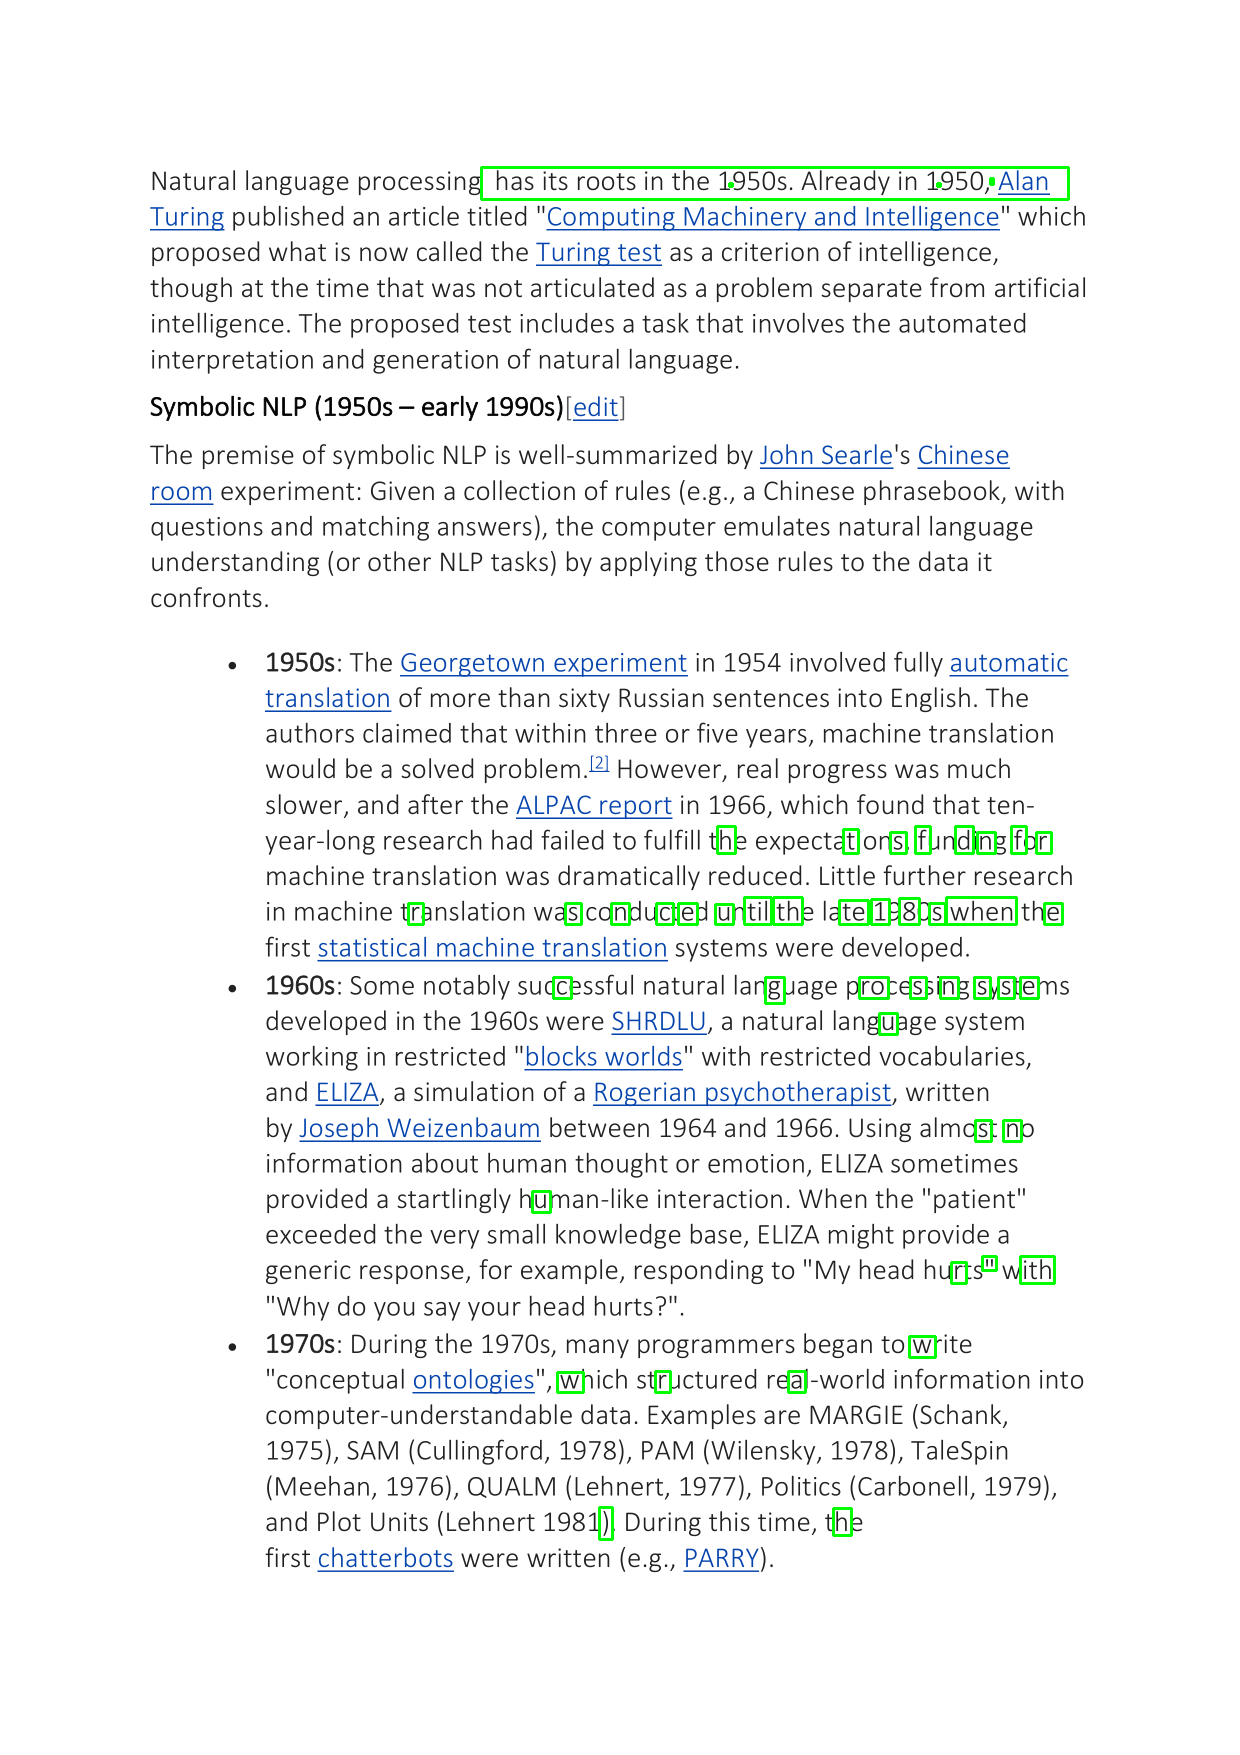 Natural language processing has its roots in the 1950s. Already in 1950, Alan
Turing published an article titled "Computing Machinery and Intelligence" which
proposed what is now called the Turing test as a criterion of intelligence,
though at the time that was not articulated as a problem separate from artificial
intelligence. The proposed test includes a task that involves the automated
interpretation and generation of natural language.
Symbolic NLP (1950s – early 1990s)[edit]
The premise of symbolic NLP is well-summarized by John Searle's Chinese
room experiment: Given a collection of rules (e.g., a Chinese phrasebook, with
questions and matching answers), the computer emulates natural language
understanding (or other NLP tasks) by applying those rules to the data it
confronts.
• 1950s: The Georgetown experiment in 1954 involved fully automatic
translation of more than sixty Russian sentences into English. The
authors claimed that within three or five years, machine translation
would be a solved problem.[2] However, real progress was much
slower, and after the ALPAC report in 1966, which found that ten-
year-long research had failed to fulfill the expectations, funding for
machine translation was dramatically reduced. Little further research
in machine translation was conducted until the late 1980s when the
first statistical machine translation systems were developed.
• 1960s: Some notably successful natural language processing systems
developed in the 1960s were SHRDLU, a natural language system
working in restricted "blocks worlds" with restricted vocabularies,
and ELIZA, a simulation of a Rogerian psychotherapist, written
by Joseph Weizenbaum between 1964 and 1966. Using almost no
information about human thought or emotion, ELIZA sometimes
provided a startlingly human-like interaction. When the "patient"
exceeded the very small knowledge base, ELIZA might provide a
generic response, for example, responding to "My head hurts" with
"Why do you say your head hurts?".
• 1970s: During the 1970s, many programmers began to write
"conceptual ontologies", which structured real-world information into
computer-understandable data. Examples are MARGIE (Schank,
1975), SAM (Cullingford, 1978), PAM (Wilensky, 1978), TaleSpin
(Meehan, 1976), QUALM (Lehnert, 1977), Politics (Carbonell, 1979),
and Plot Units (Lehnert 1981). During this time, the
first chatterbots were written (e.g., PARRY).